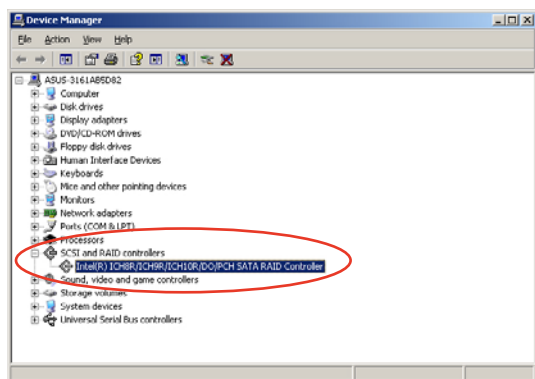 Device Manager
File Action View Help
ASUS-3161A85D82
Computer
Disk drives
Display adapters
DVD/CD-ROM drives
Floppy disk drives
Human Interface Devices
Keyboards
Mice and other pointing devices
Monitors
Network adapters
Ports (COM & LPT)
Processors
SCSI and RAID controllers
Intel(R) ICH8R/ICH9R/ICH10R/DO/PCH SATA RAID Controller
Sound, video and game controllers
Storage volumes
System devices
Universal Serial Bus controllers